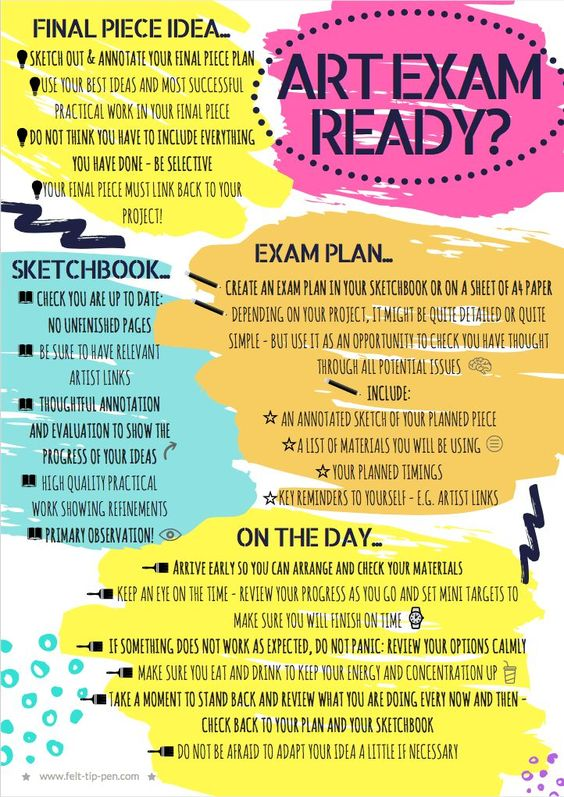 FINAL PIECE IDEA...
SKETCH OUT & ANNOTATE YOUR FINAL PIECE PLAN
USE YOUR BEST IDEAS AND MOST SUCCESSFUL
PRACTICAL WORK IN YOUR FINAL PIECE
DO NOT THINK YOU HAVE TO INCLUDE EVERYTHING
YOU HAVE DONE - BE SELECTIVE
YOUR FINAL PIECE MUST LINK BACK TO YOUR
PROJECT!
ART EXAM
READY?
SKETCHBOOK...
CHECK YOU ARE UP TO DATE:
NO UNFINISHED PAGES
BE SURE TO HAVE RELEVANT
ARTIST LINKS
THOUGHTFUL ANNOTATION
AND EVALUATION TO SHOW THE
PROGRESS OF YOUR IDEAS
HIGH QUALITY PRACTICAL
WORK SHOWING REFINEMENTS
PRIMARY OBSERVATION!
EXAM PLAN...
CREATE AN EXAM PLAN IN YOUR SKETCHBOOK OR ON A SHEET OF A4 PAPER
DEPENDING ON YOUR PROJECT, IT MIGHT BE QUITE DETAILED OR QUITE
SIMPLE - BUT USE IT AS AN OPPORTUNITY TO CHECK YOU HAVE THOUGHT
THROUGH ALL POTENTIAL ISSUES
INCLUDE:
AN ANNOTATED SKETCH OF YOUR PLANNED PIECE
A LIST OF MATERIALS YOU WILL BE USING
YOUR PLANNED TIMINGS
KEY REMINDERS TO YOURSELF - E.G. ARTIST LINKS
ON THE DAY...
ARRIVE EARLY SO YOU CAN ARRANGE AND CHECK YOUR MATERIALS
KEEP AN EYE ON THE TIME - REVIEW YOUR PROGRESS AS YOU GO AND SET MINI TARGETS TO
MAKE SURE YOU WILL FINISH ON TIME
IF SOMETHING DOES NOT WORK AS EXPECTED, DO NOT PANIC: REVIEW YOUR OPTIONS CALMLY
MAKE SURE YOU EAT AND DRINK TO KEEP YOUR ENERGY AND CONCENTRATION UP
TAKE A MOMENT TO STAND BACK AND REVIEW WHAT YOU ARE DOING EVERY NOW AND THEN -
CHECK BACK TO YOUR PLAN AND YOUR SKETCHBOOK
DO NOT BE AFRAID TO ADAPT YOUR IDEA A LITTLE IF NECESSARY
www.felt-tip-pen.com